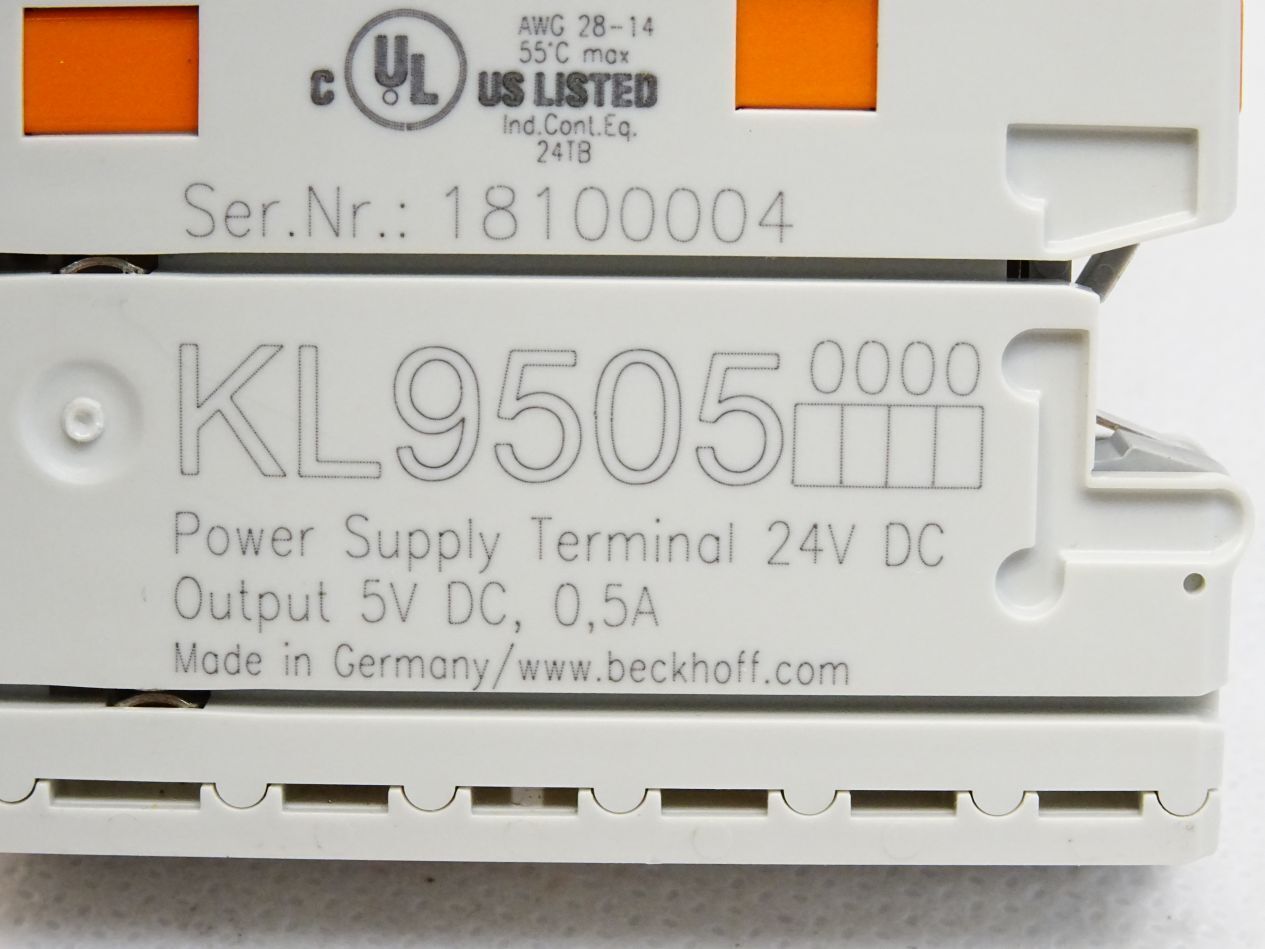 AWG 28-14
55°C max
C UL US LISTED
Ind.Cont.Eq.
24TB
Ser.Nr.: 18100004
KL9505 0000
Power Supply Terminal 24V DC
Output 5V DC, 0,5A
Made in Germany/www.beckhoff.com